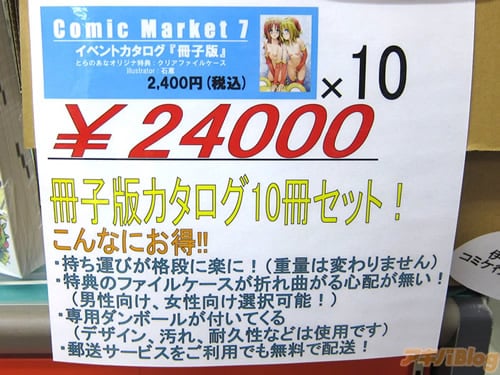 Comic Market 7
イベントカタログ『冊子版』
とらのあなオリジナル特典：クリアファイルケース
illustrator：石恵
2,400円(税込)
×10
￥24000
冊子版カタログ10冊セット！
こんなにお得!!
・持ち運びが格段に楽に！(重量は変わりません)
・特典のファイルケースが折れ曲がる心配が無い！
(男性向け、女性向け選択可能！)
・専用ダンボールが付いてくる
(デザイン、汚れ、耐久性などは使用です)
・郵送サービスをご利用でも無料で配送！
コミケ
アキバBlog